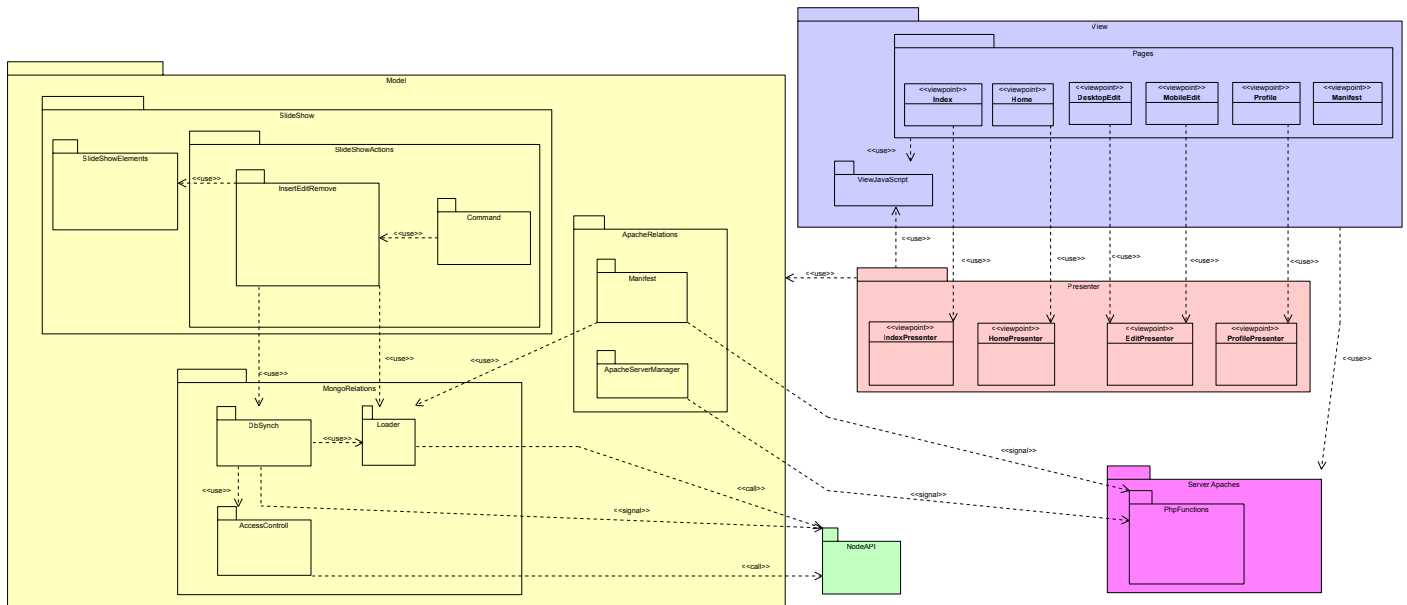 View
Pages
<<viewpoint>>
Index
<<viewpoint>>
Home
<<viewpoint>>
DesktopEdit
<<viewpoint>>
MobileEdit
<<viewpoint>>
Profile
<<viewpoint>>
Manifest
<<use>>
ViewJavaScript
<<use>>
<<use>>
<<use>>
<<use>>
<<use>>
<<use>>
<<use>>
<<use>>
Presenter
<<viewpoint>>
IndexPresenter
<<viewpoint>>
HomePresenter
<<viewpoint>>
EditPresenter
<<viewpoint>>
ProfilePresenter
Model
SlideShow
SlideShowElements
SlideShowActions
<<use>>
InsertEditRemove
Command
<<use>>
ApacheRelations
Manifest
ApacheServerManager
<<use>>
<<use>>
<<use>>
MongoRelations
DbSynch
<<use>>
Loader
<<use>>
AccessControll
<<call>>
<<signal>>
<<call>>
<<signal>>
<<signal>>
NodeAPI
Server Apaches
PhpFunctions